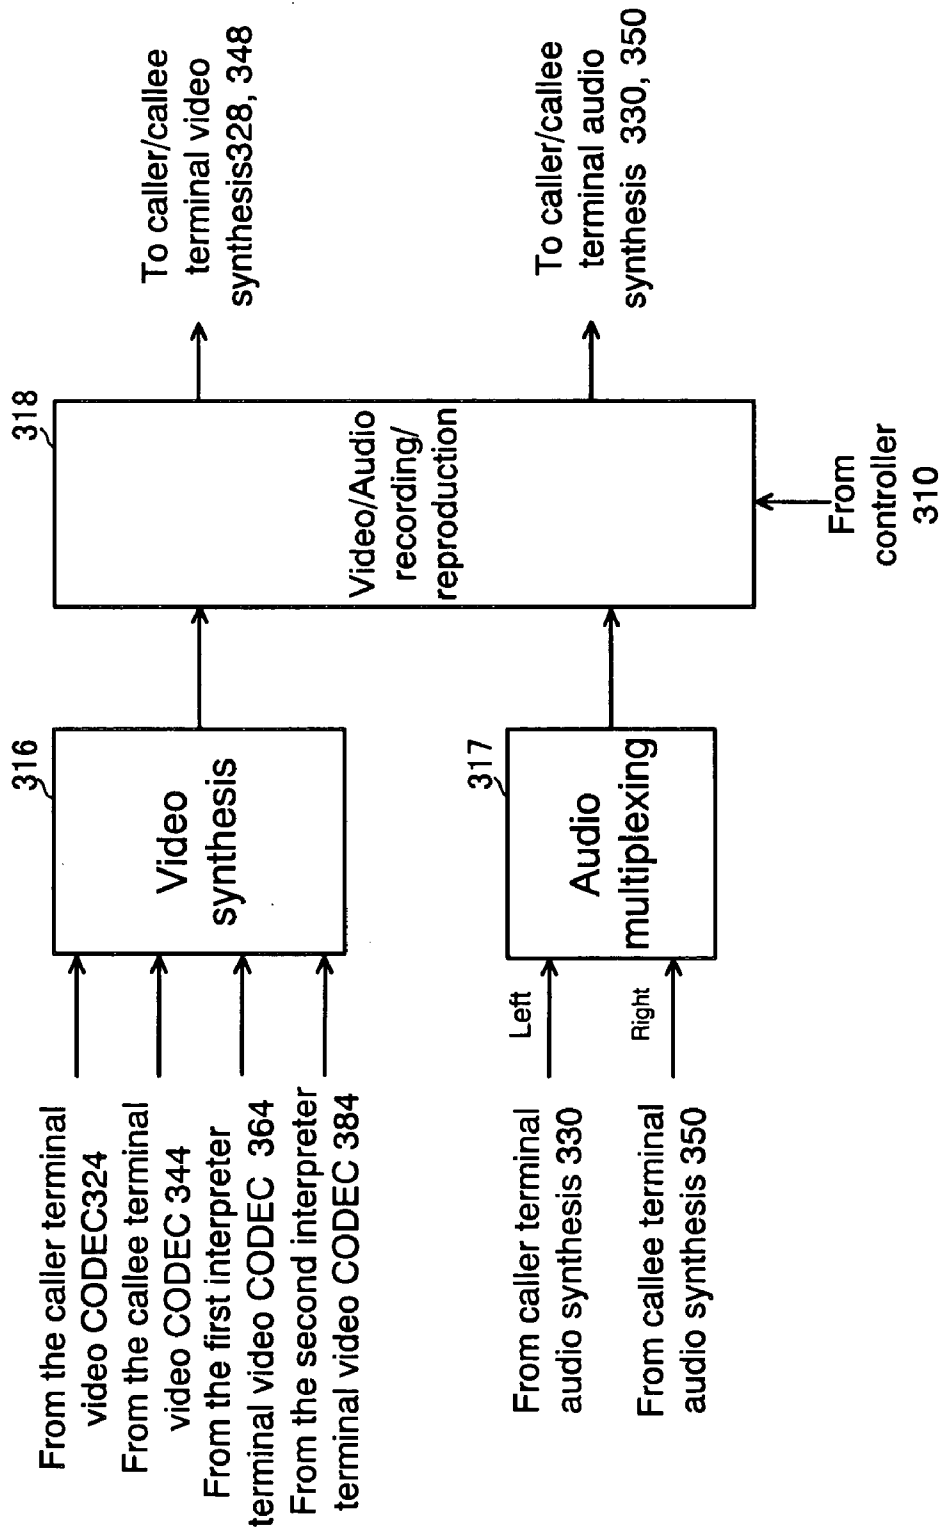 From the caller terminal
video CODEC324
From the callee terminal
video CODEC 344
From the first interpreter
terminal video CODEC 364
From the second interpreter
terminal video CODEC 384
316
Video
synthesis
318
Video/Audio
recording/
reproduction
To caller/callee
terminal video
synthesis328, 348
From caller terminal
audio synthesis 330
From callee terminal
audio synthesis 350
Left
Right
317
Audio
multiplexing
To caller/callee
terminal audio
synthesis 330, 350
From
controller
310